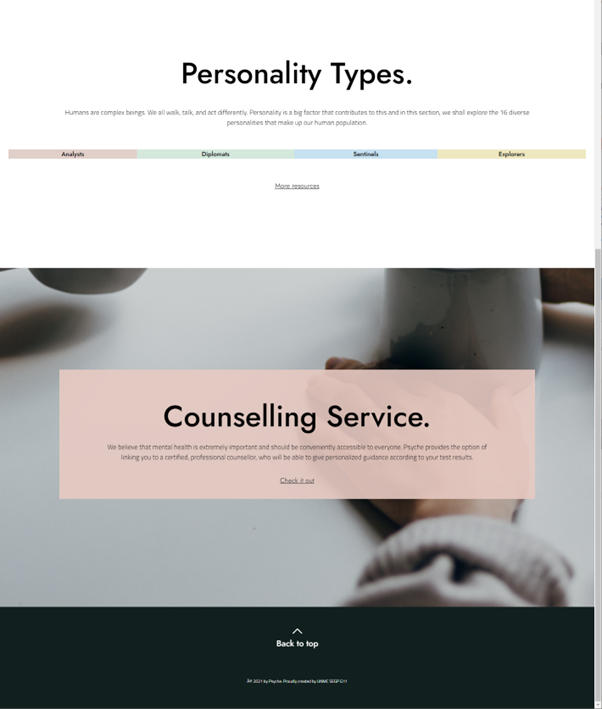 Personality Types.
Humans are complex beings. We all walk, talk, and act differently. Personality is a big factor that contributes to this and in this section, we shall explore the 16 diverse
personalities that make up our human population.
Analysts Diplomats Sentinels Explorers
More resources
Counselling Service.
We believe that mental health is extremely important and should be conveniently accessible to everyone. Psyche provides the option of
linking you to a certified, professional counsellor, who will be able to give personalized guidance according to your test results.
Check it out
Back to top
2021 by Psyche. Proudly created by